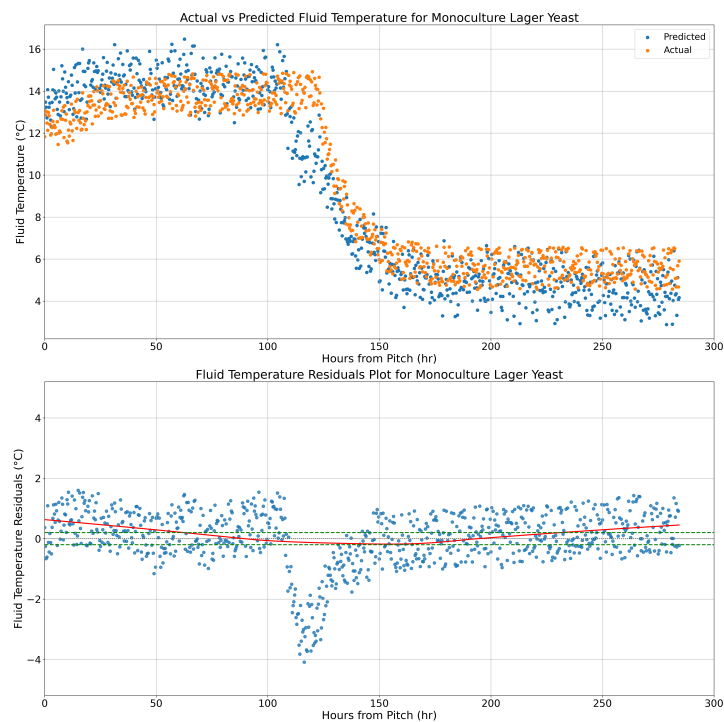 Actual vs Predicted Fluid Temperature for Monoculture Lager Yeast
Predicted
Actual
Fluid Temperature (°C)
16
14
12
10
8
6
4
0 50 100 150 200 250 300
Hours from Pitch (hr)
Fluid Temperature Residuals Plot for Monoculture Lager Yeast
Fluid Temperature Residuals (°C)
4
2
0
−2
−4
0 50 100 150 200 250 300
Hours from Pitch (hr)